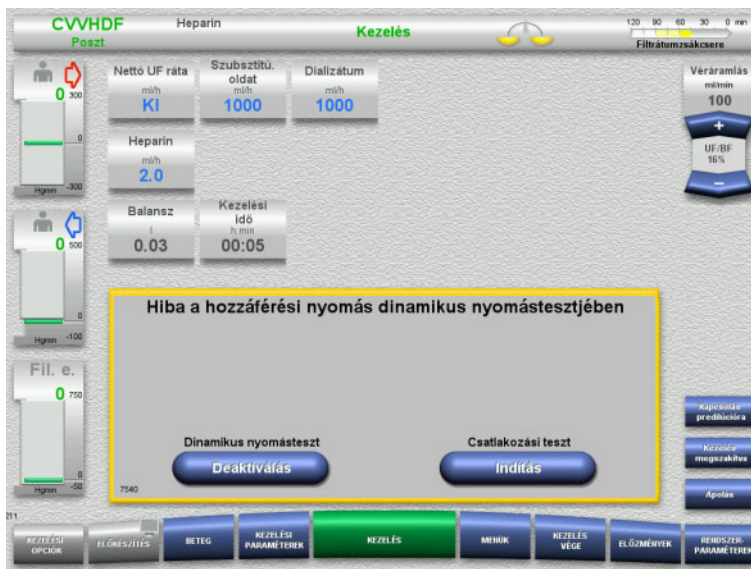 CVVHDF
Poszt
Heparin
Kezelés
120 90 60 30 0 min
Filtrátumzsákcsere
0 300
0
Hgmm -300
0 500
0
Hgmm -100
Fil. e.
0 750
0
Hgmm -50
Nettó UF ráta
ml/h
KI
Szubsztitú.
oldat
ml/h
1000
Dializátum
ml/h
1000
Heparin
ml/h
2.0
Balansz
l
0.03
Kezelési
idő
h:min
00:05
Véráramlás
ml/min
100
+
UF/BF
16%
−
Hiba a hozzáférési nyomás dinamikus nyomástesztjében
Dinamikus nyomásteszt
Deaktiválás
Csatlakozási teszt
Indítás
7540
Kapcsolás
predilúcióra
Kezelés
megszakítva
Ápolás
211
KEZELÉSI
OPCIÓK
ELŐKÉSZÍTÉS
BETEG
KEZELÉSI
PARAMÉTEREK
KEZELÉS
MENÜK
KEZELÉS
VÉGE
ELŐZMÉNYEK
RENDSZER-
PARAMÉTEREK